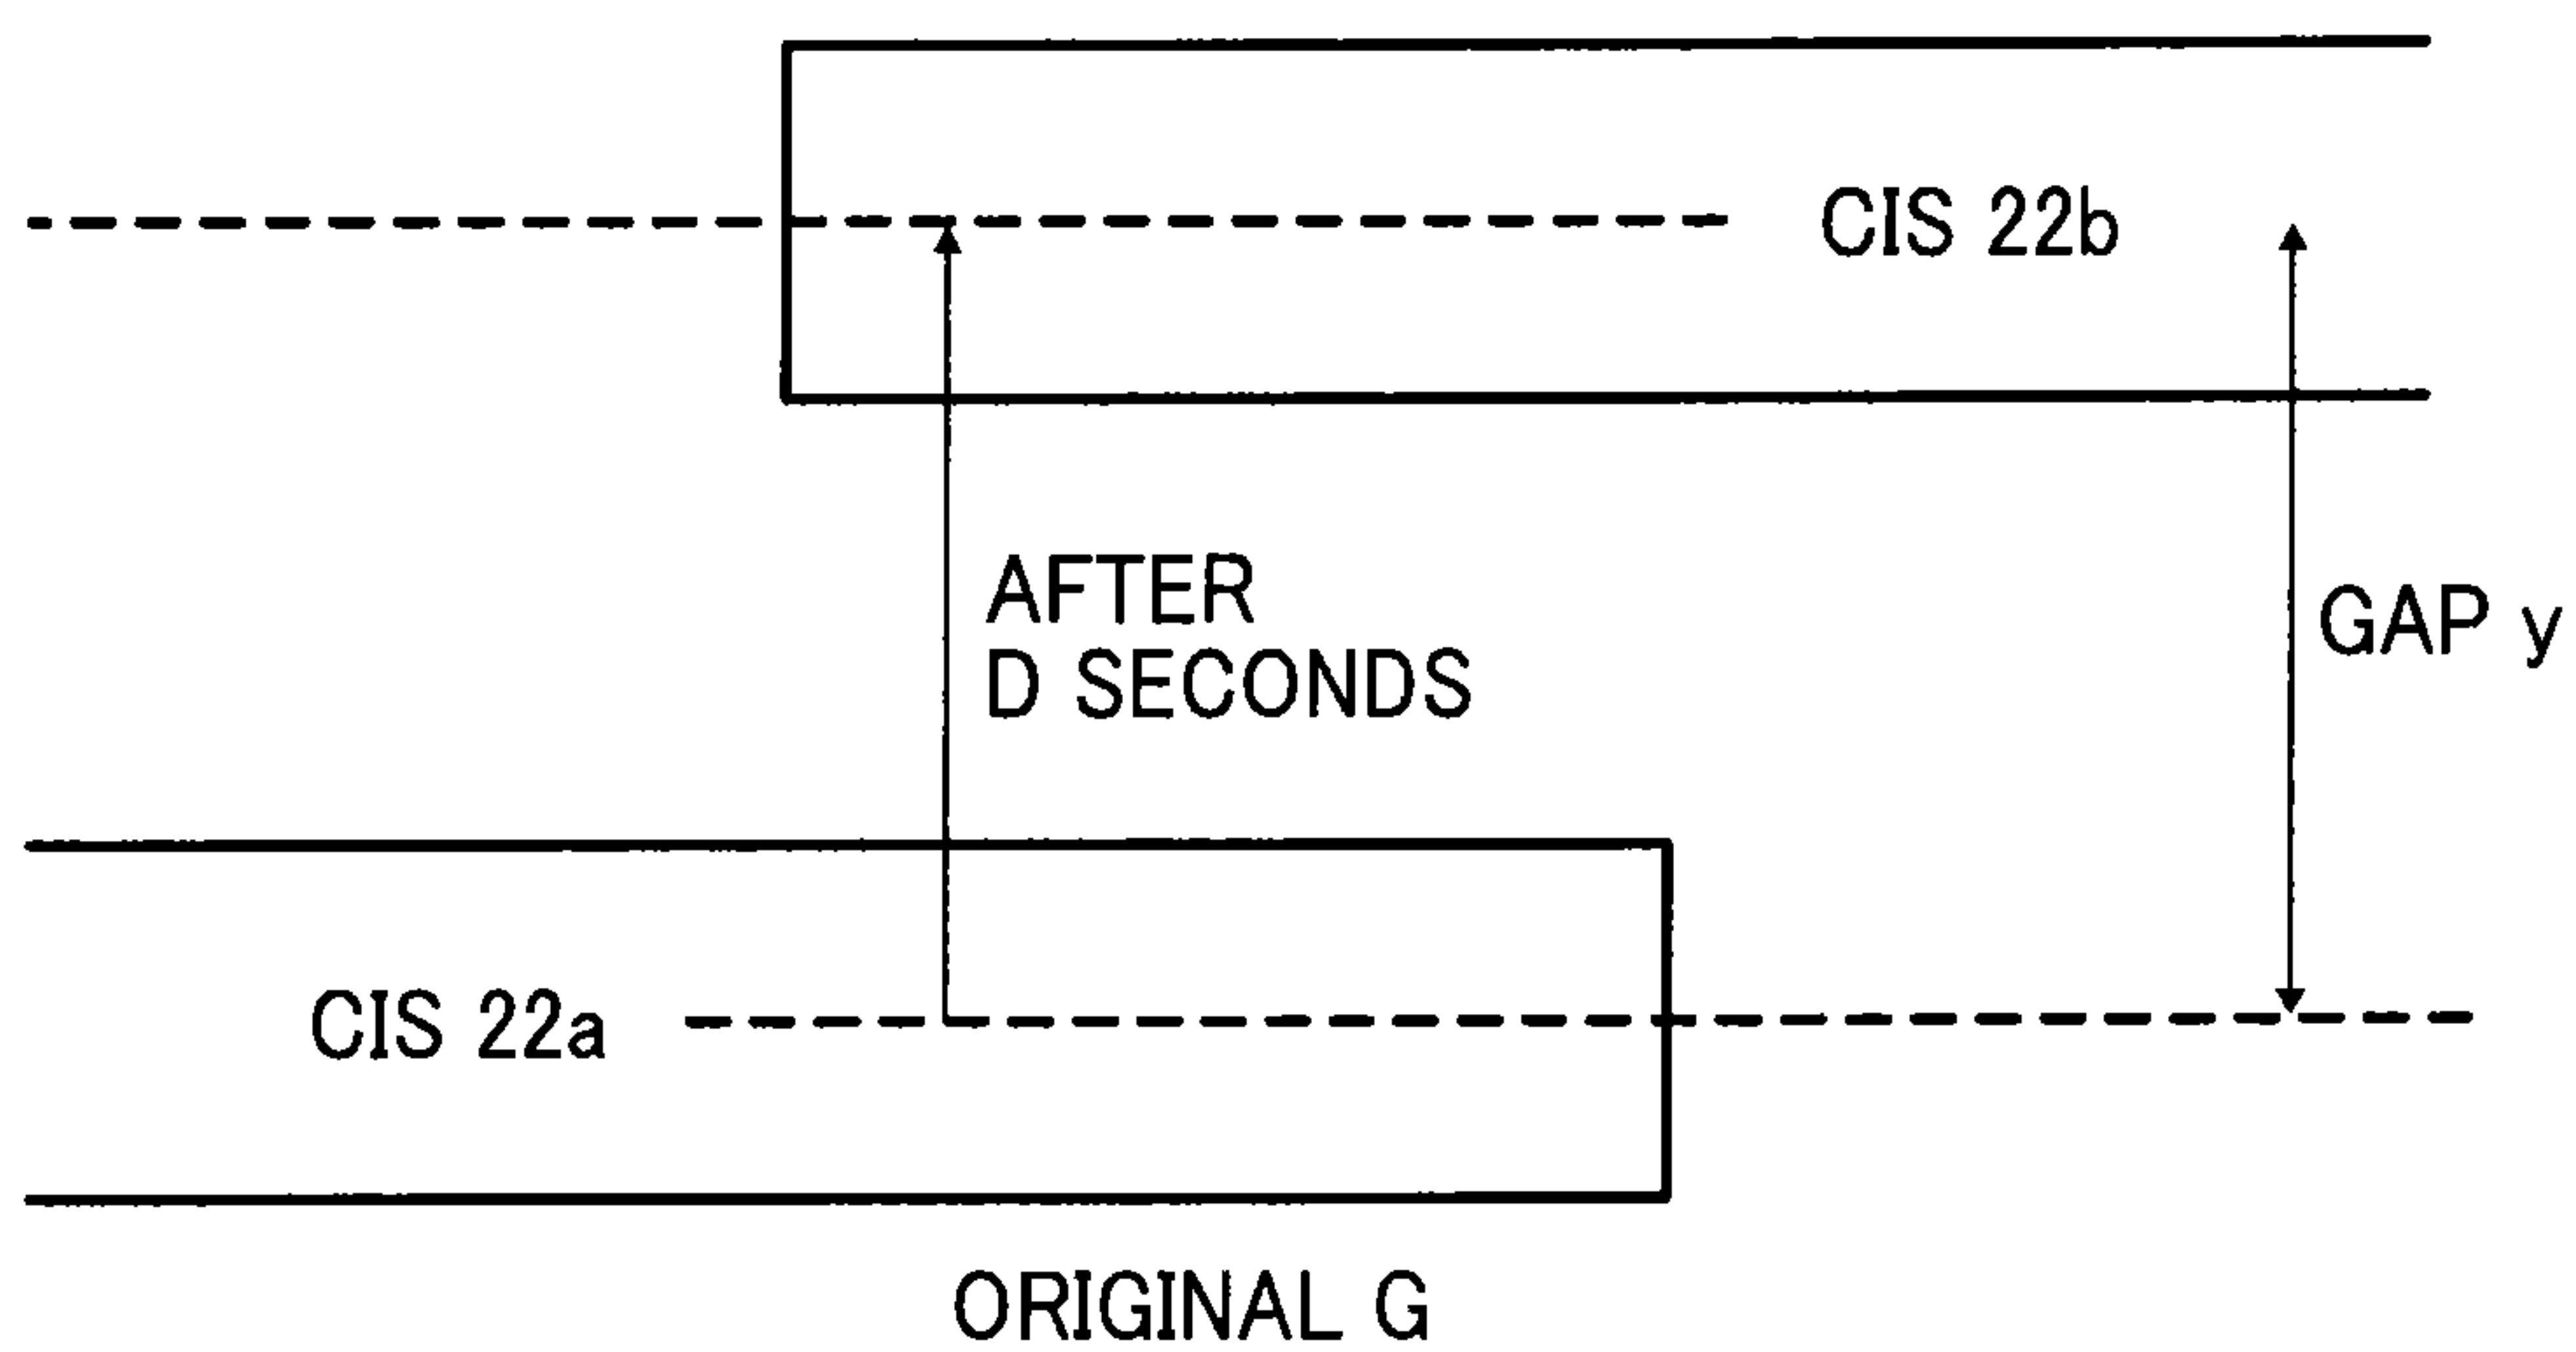 CIS 22b
AFTER
D SECONDS
GAP y
CIS 22a
ORIGINAL G